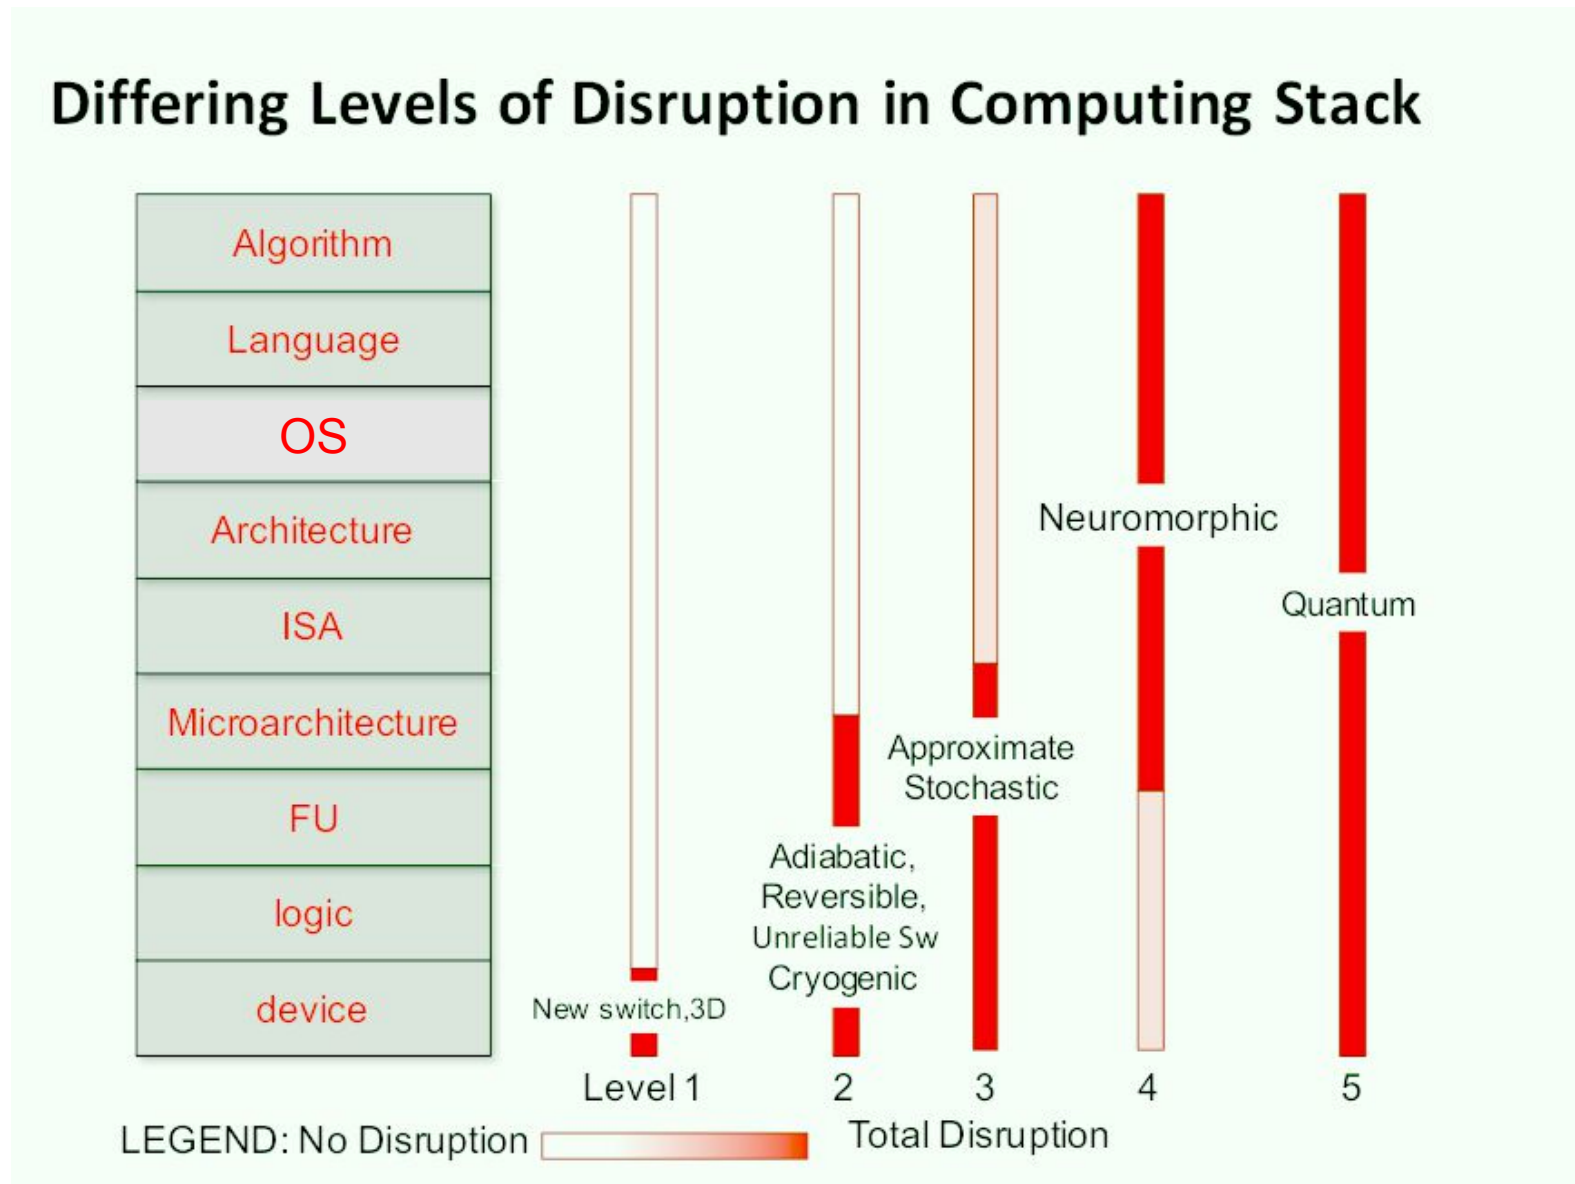 Differing Levels of Disruption in Computing Stack
Algorithm
Language
OS
Architecture
ISA
Microarchitecture
FU
logic
device
New switch,3D
Adiabatic,
Reversible,
Unreliable Sw
Cryogenic
Approximate
Stochastic
Neuromorphic
Quantum
Level 1
2
3
4
5
LEGEND: No Disruption
Total Disruption